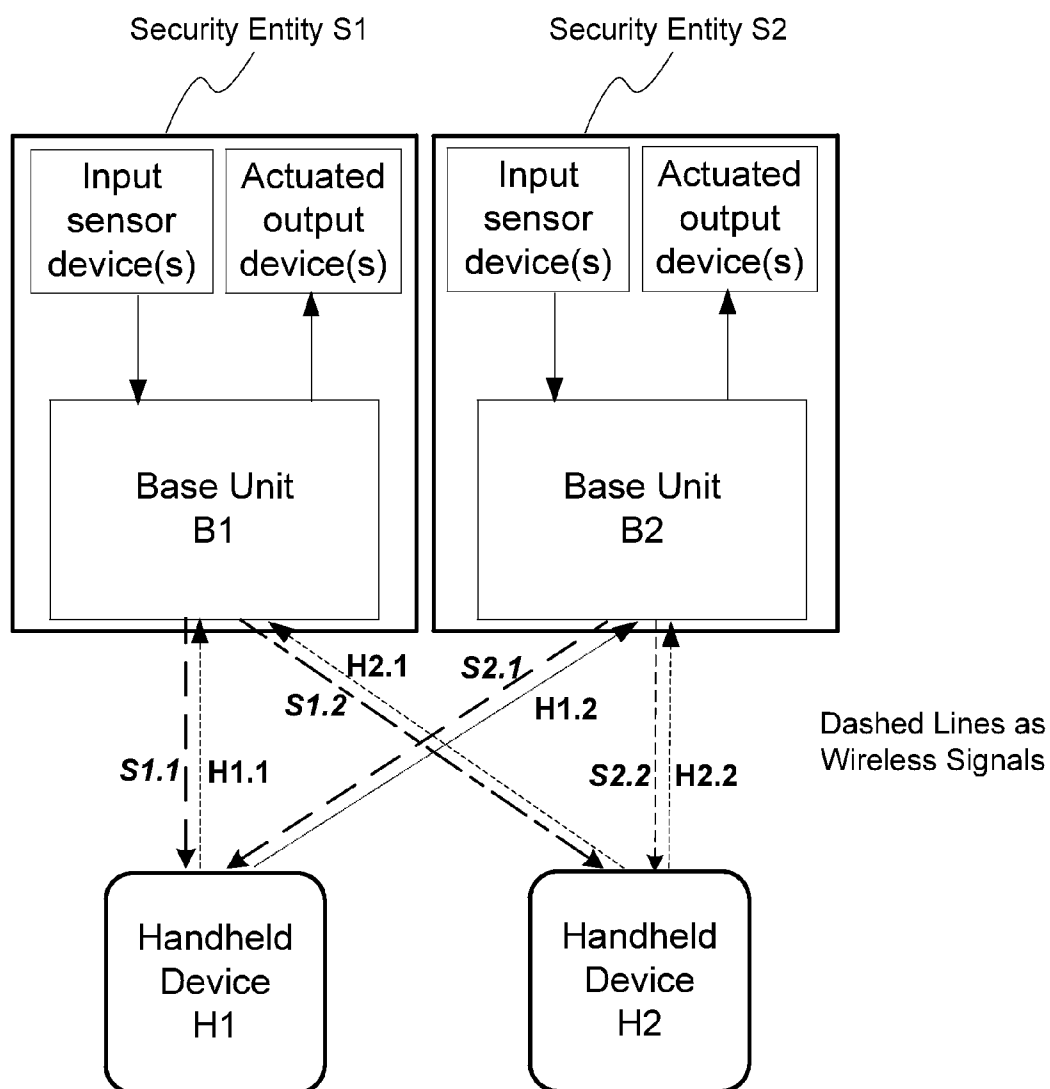 Security Entity S1
Security Entity S2
Input
sensor
device(s)
Actuated
output
device(s)
Input
sensor
device(s)
Actuated
output
device(s)
Base Unit
B1
Base Unit
B2
H2.1
S1.2
S2.1
H1.2
S1.1
H1.1
S2.2
H2.2
Dashed Lines as
Wireless Signals
Handheld
Device
H1
Handheld
Device
H2